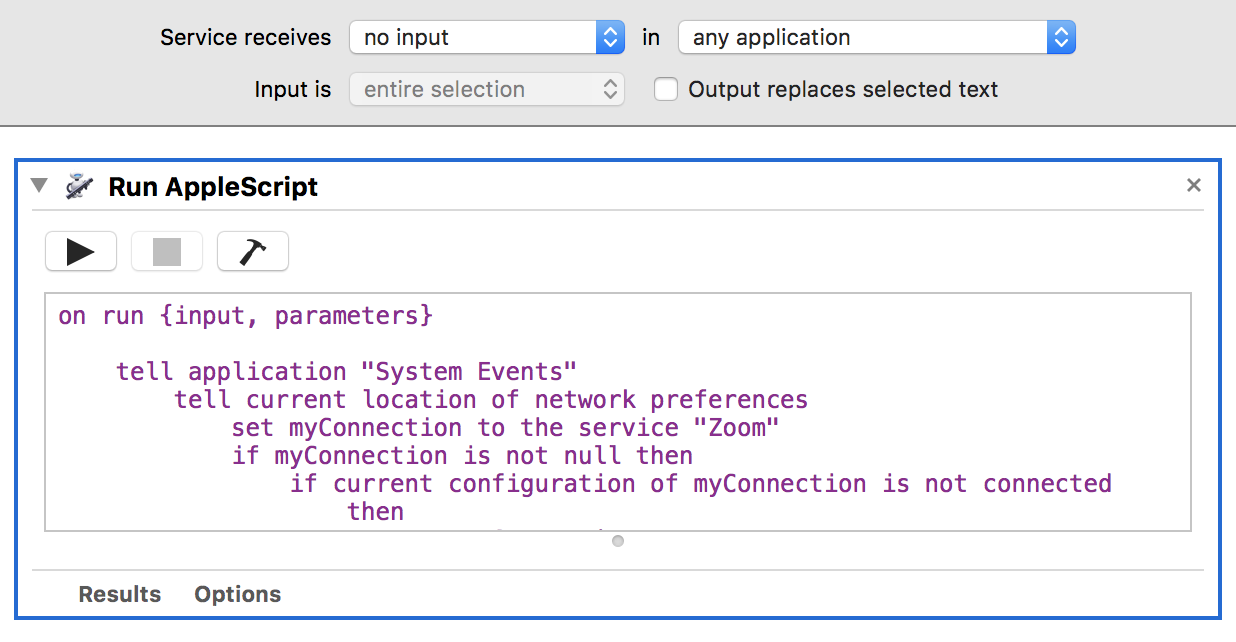 Service receives no input in any application
Input is entire selection Output replaces selected text
Run AppleScript
on run {input, parameters}
tell application "System Events"
tell current location of network preferences
set myConnection to the service "Zoom"
if myConnection is not null then
if current configuration of myConnection is not connected
then
Results Options